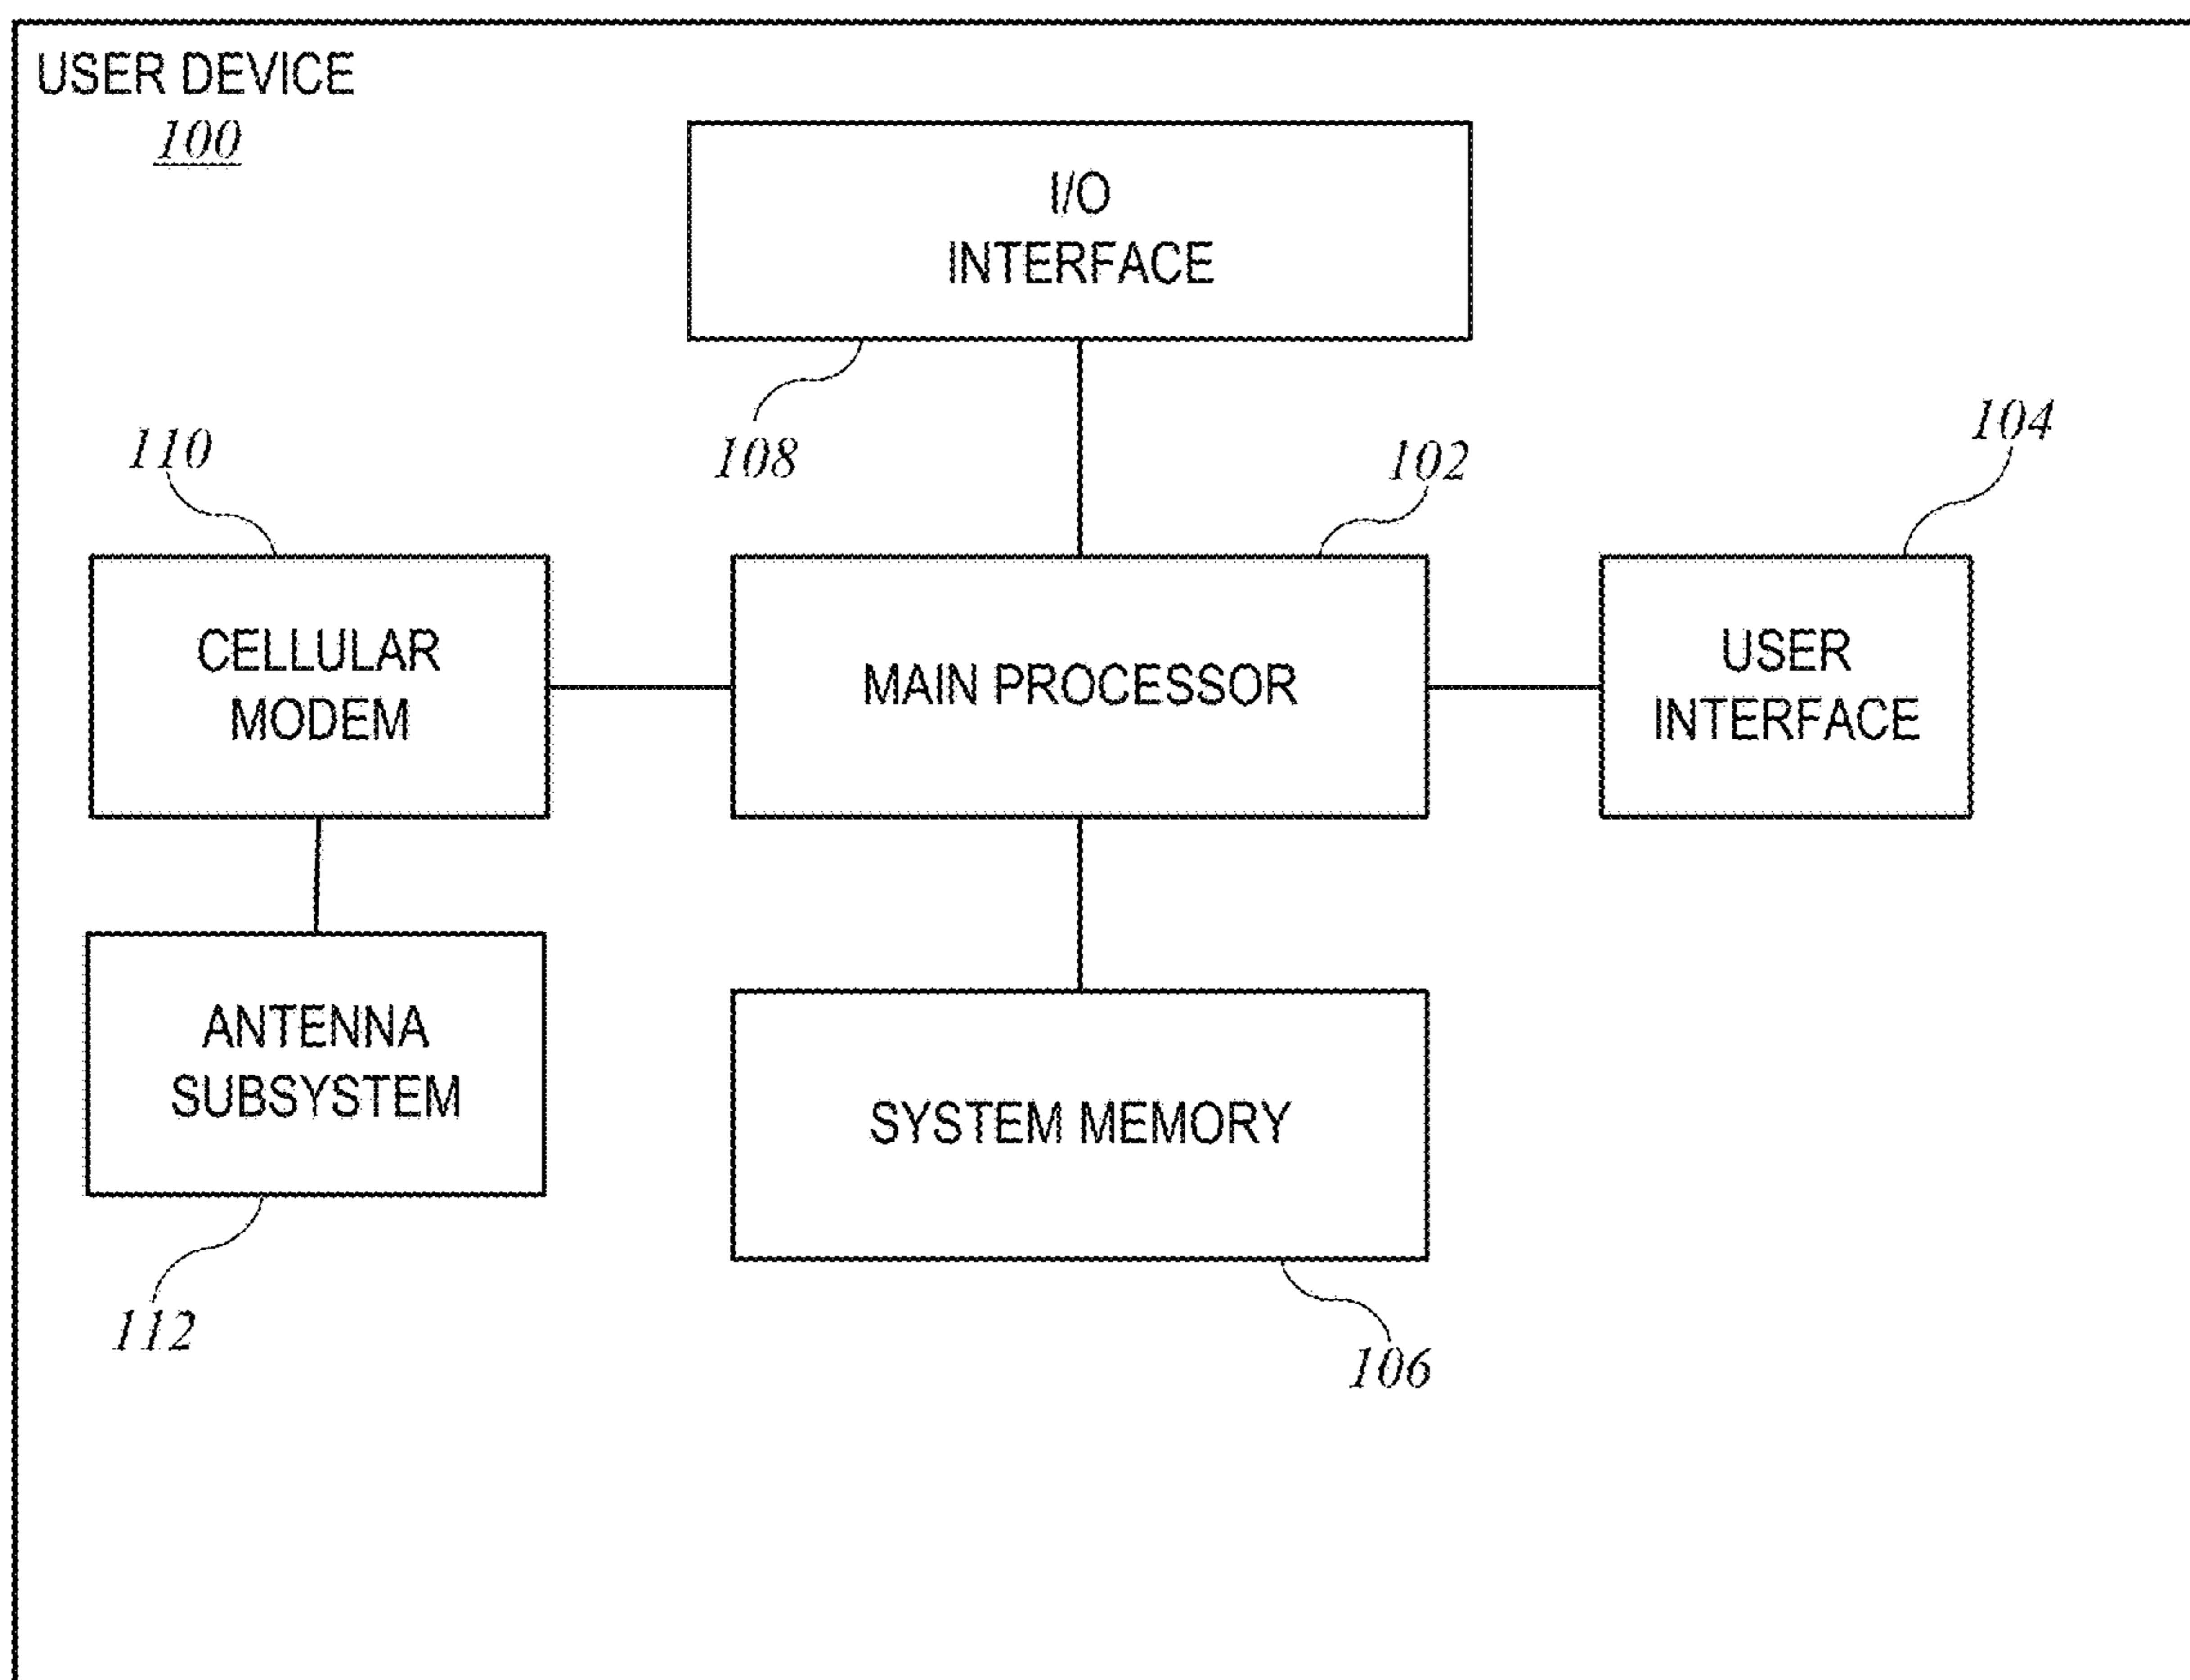 USER DEVICE
100
I/O
INTERFACE
108
102
104
110
CELLULAR
MODEM
MAIN PROCESSOR
USER
INTERFACE
ANTENNA
SUBSYSTEM
SYSTEM MEMORY
112
106